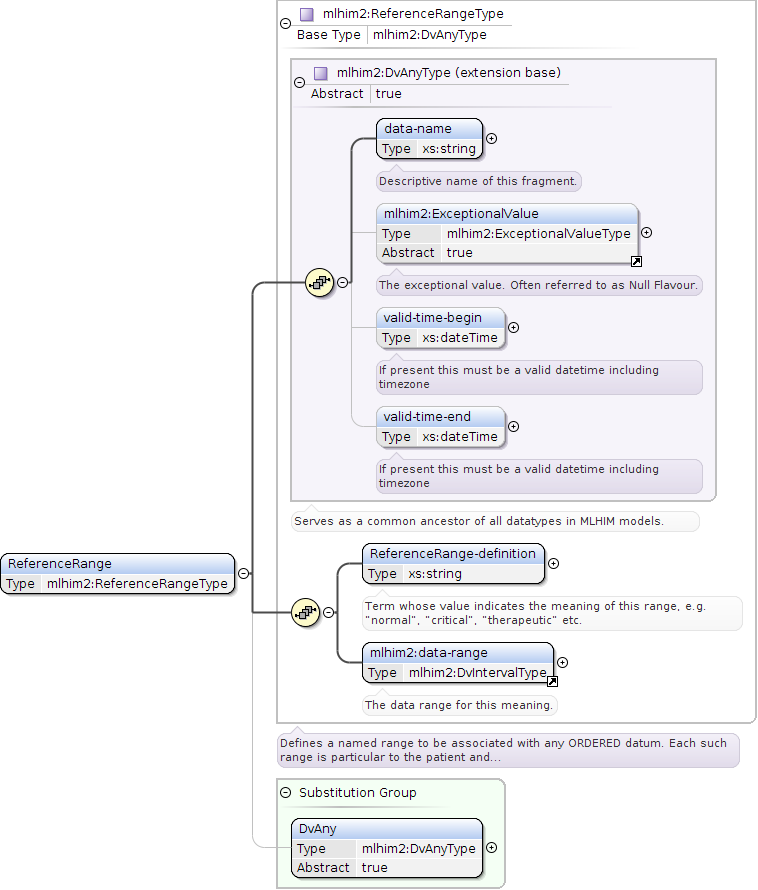 mlhim2:ReferenceRangeType
Base Type mlhim2:DvAnyType
mlhim2:DvAnyType (extension base)
Abstract true
data-name
Type xs:string
Descriptive name of this fragment.
mlhim2:ExceptionalValue
Type mlhim2:ExceptionalValueType
Abstract true
The exceptional value. Often referred to as Null Flavour.
valid-time-begin
Type xs:dateTime
If present this must be a valid datetime including
timezone
valid-time-end
Type xs:dateTime
If present this must be a valid datetime including
timezone
Serves as a common ancestor of all datatypes in MLHIM models.
ReferenceRange
Type mlhim2:ReferenceRangeType
ReferenceRange-definition
Type xs:string
Term whose value indicates the meaning of this range, e.g.
"normal", "critical", "therapeutic" etc.
mlhim2:data-range
Type mlhim2:DvIntervalType
The data range for this meaning.
Defines a named range to be associated with any ORDERED datum. Each such
range is particular to the patient and...
Substitution Group
DvAny
Type mlhim2:DvAnyType
Abstract true